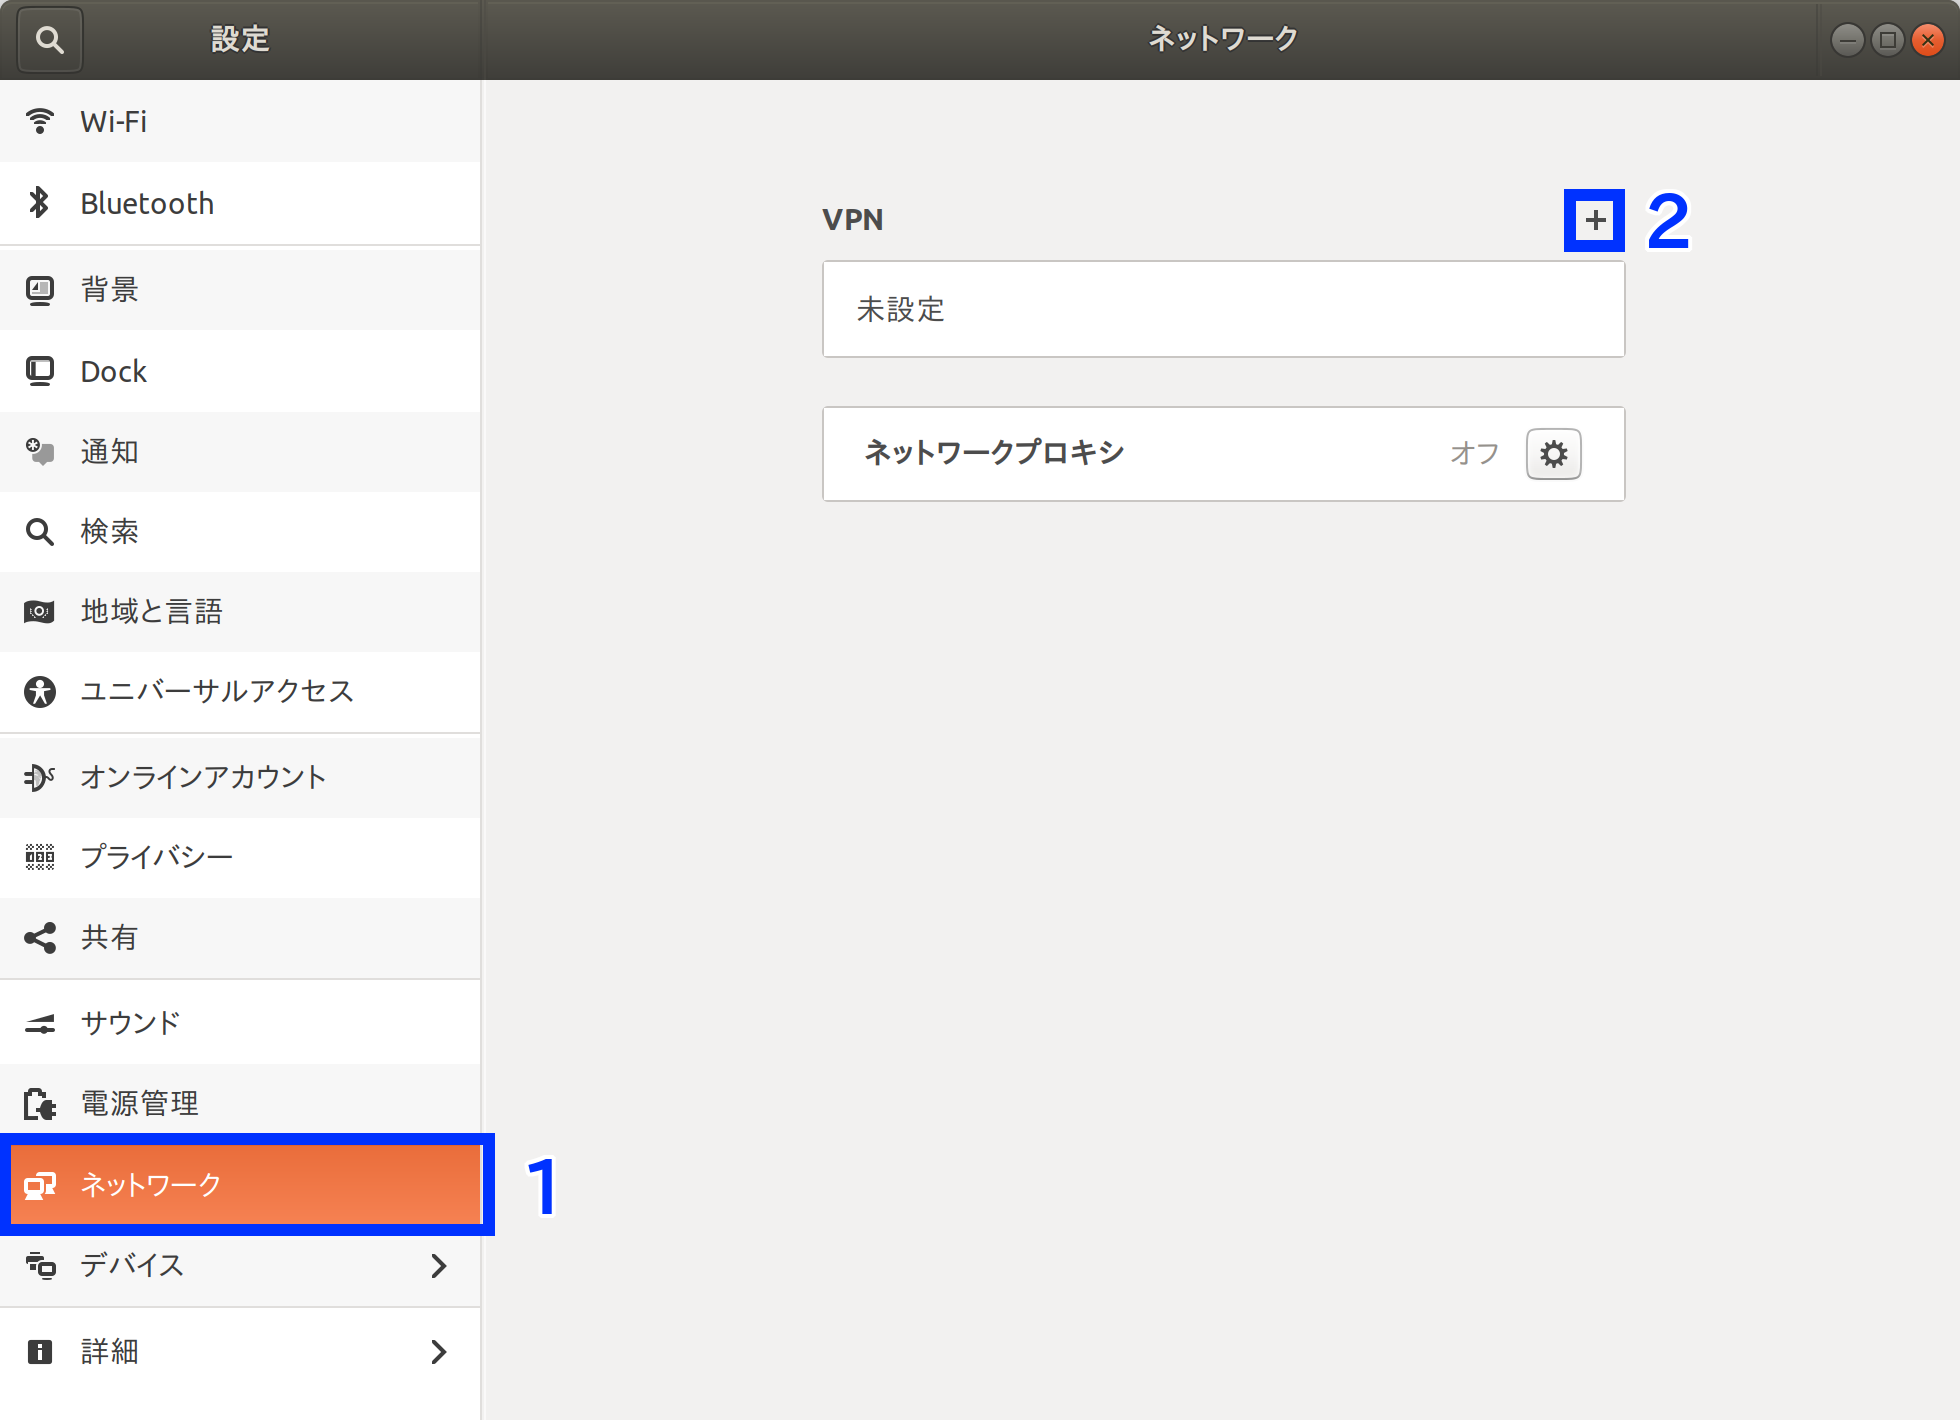 設定
ネットワーク
Wi-Fi
Bluetooth
背景
Dock
通知
検索
地域と言語
ユニバーサルアクセス
オンラインアカウント
プライバシー
共有
サウンド
電源管理
ネットワーク
1
デバイス
詳細
VPN
2
未設定
ネットワークプロキシ オフ